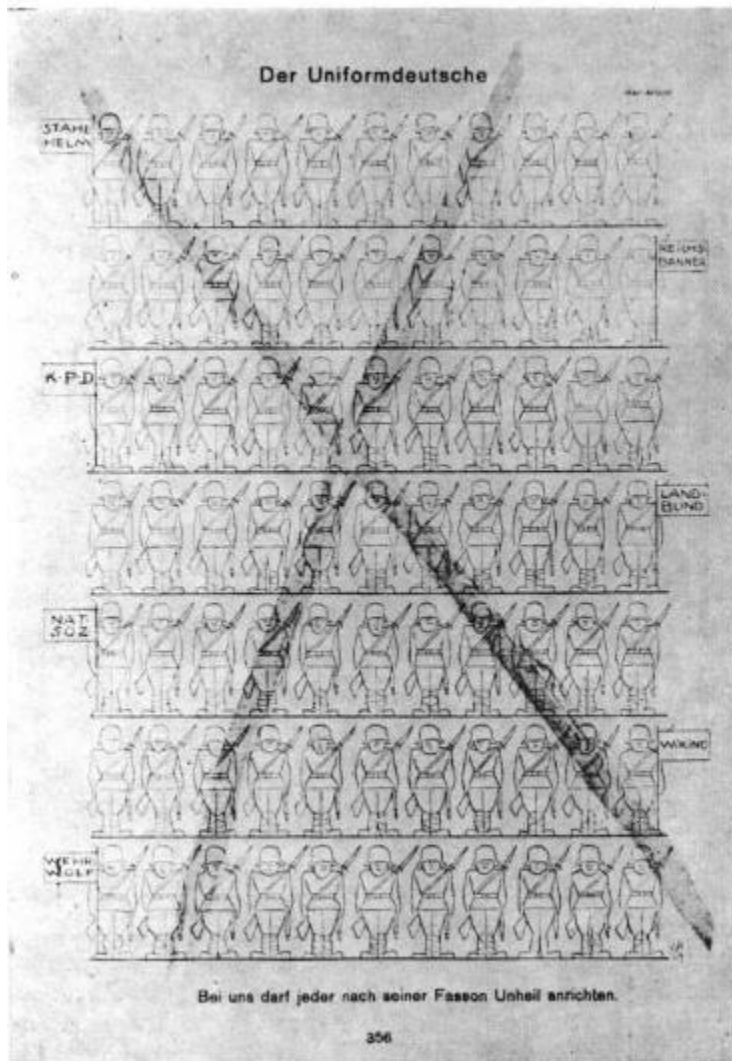 Der Uniformdeutsche
STAHL
HELM
REICHS-
BANNER
K-P-D
LAND-
BUND
NAT
SOZ
WIKING
WEHR
WOLF
Bei uns darf jeder nach seiner Fasson Unheil anrichten.
356